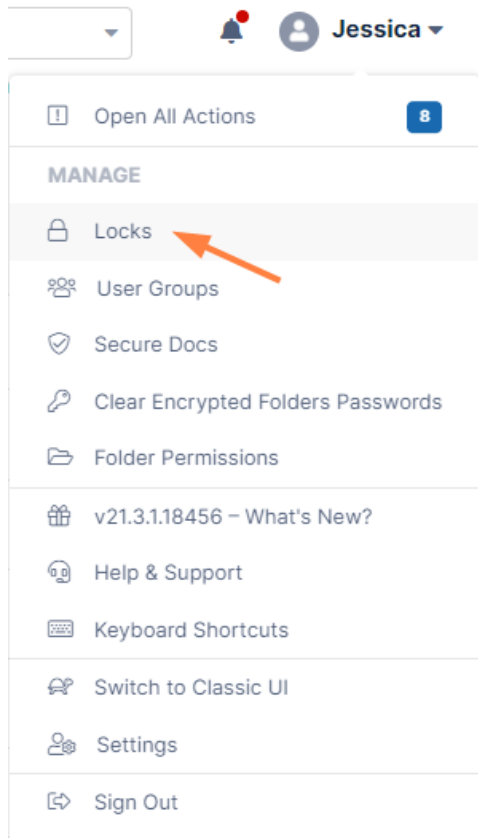 Jessica
Open All Actions 8
MANAGE
Locks
User Groups
Secure Docs
Clear Encrypted Folders Passwords
Folder Permissions
v21.3.1.18456 – What's New?
Help & Support
Keyboard Shortcuts
Switch to Classic UI
Settings
Sign Out